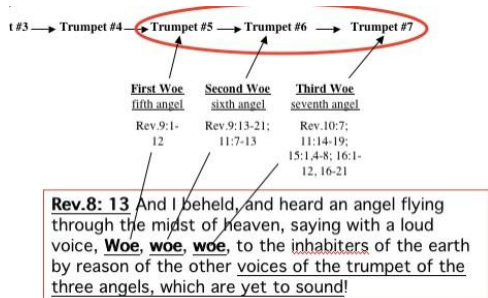 t #3 Trumpet #4 Trumpet #5 Trumpet #6 Trumpet #7
First Woe Second Woe Third Woe
fifth angel sixth angel seventh angel
Rev.9:1- Rev.9:13-21; Rev.10:7;
12 11:7-13 11:14-19;
15:1,4-8; 16:1-
12, 16-21
Rev.8: 13 And I beheld, and heard an angel flying
through the midst of heaven, saying with a loud
voice, Woe, woe, woe, to the inhabiters of the earth
by reason of the other voices of the trumpet of the
three angels, which are yet to sound!